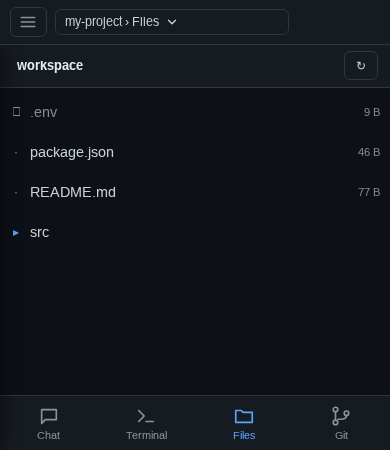 my-project › Files
workspace
↻
.env 9 B
package.json 46 B
README.md 77 B
src
Chat Terminal Files Git